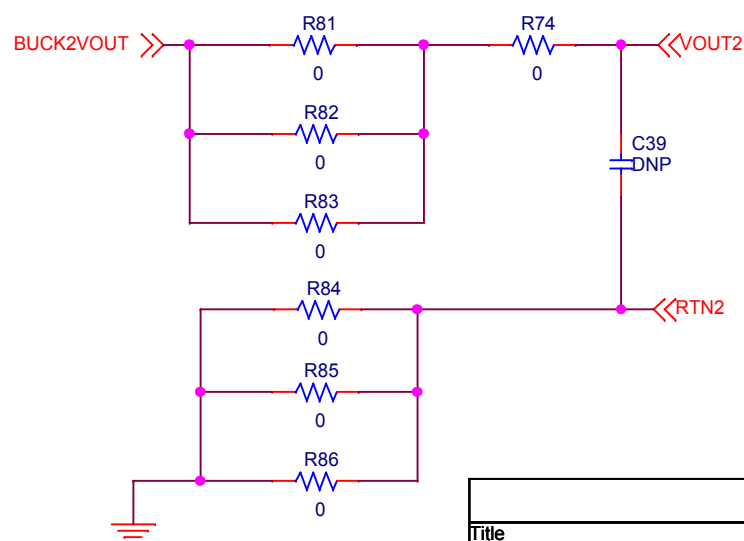 R81
R74
BUCK2VOUT
VOUT2
0
0
R82
C39
DNP
0
R83
0
R84
RTN2
0
R85
0
R86
0
Title